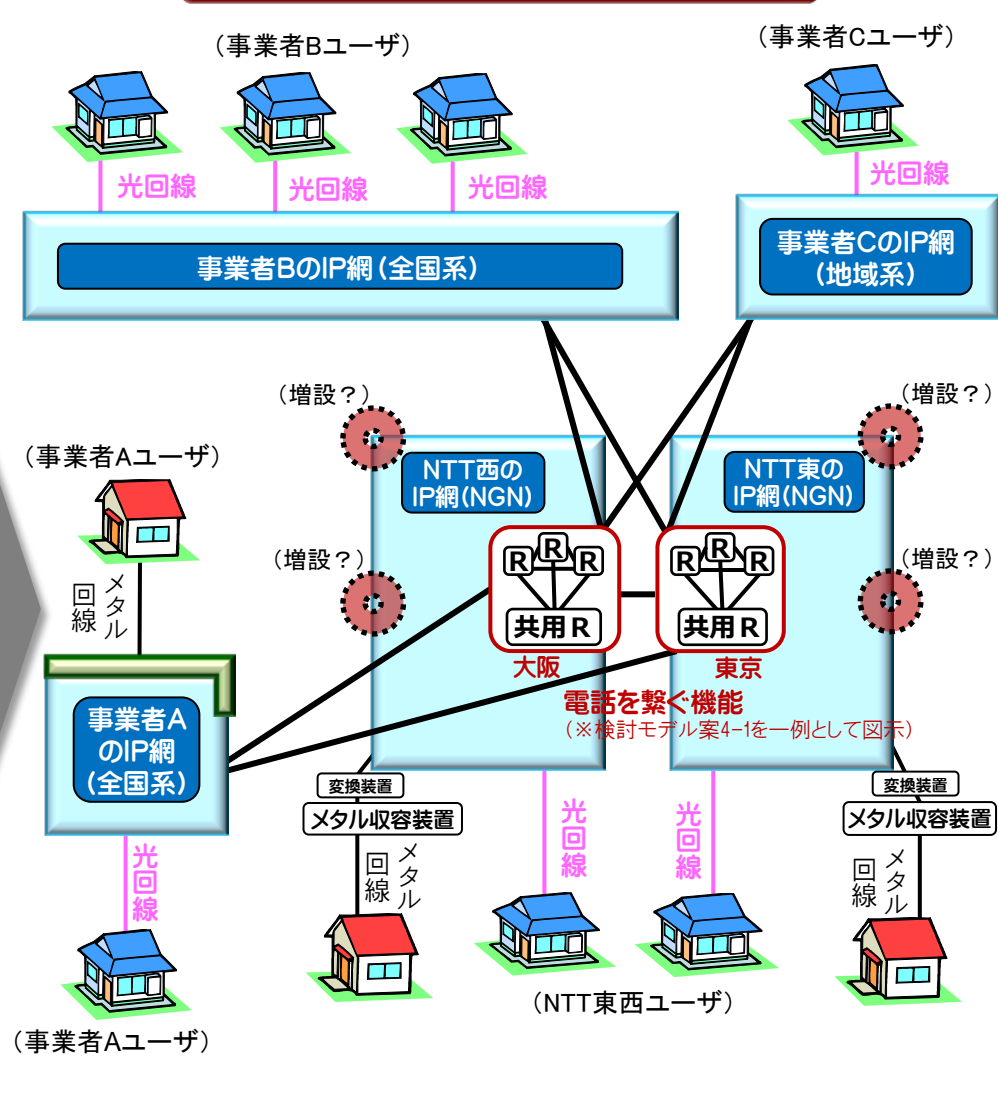 （事業者Bユーザ）
（事業者Cユーザ）
光回線
光回線
光回線
光回線
事業者BのIP網（全国系）
事業者CのIP網
（地域系）
（増設？）
（増設？）
（事業者Aユーザ）
NTT西の
IP網(NGN)
NTT東の
IP網(NGN)
R
R
R
R
R
R
（増設？）
（増設？）
メタル
回線
共用R
共用R
大阪
東京
電話を繋ぐ機能
（※検討モデル案4-1を一例として図示）
事業者A
のIP網
（全国系）
変換装置
変換装置
メタル収容装置
メタル収容装置
光回線
光回線
光回線
メタル
回線
メタル
回線
（NTT東西ユーザ）
（事業者Aユーザ）